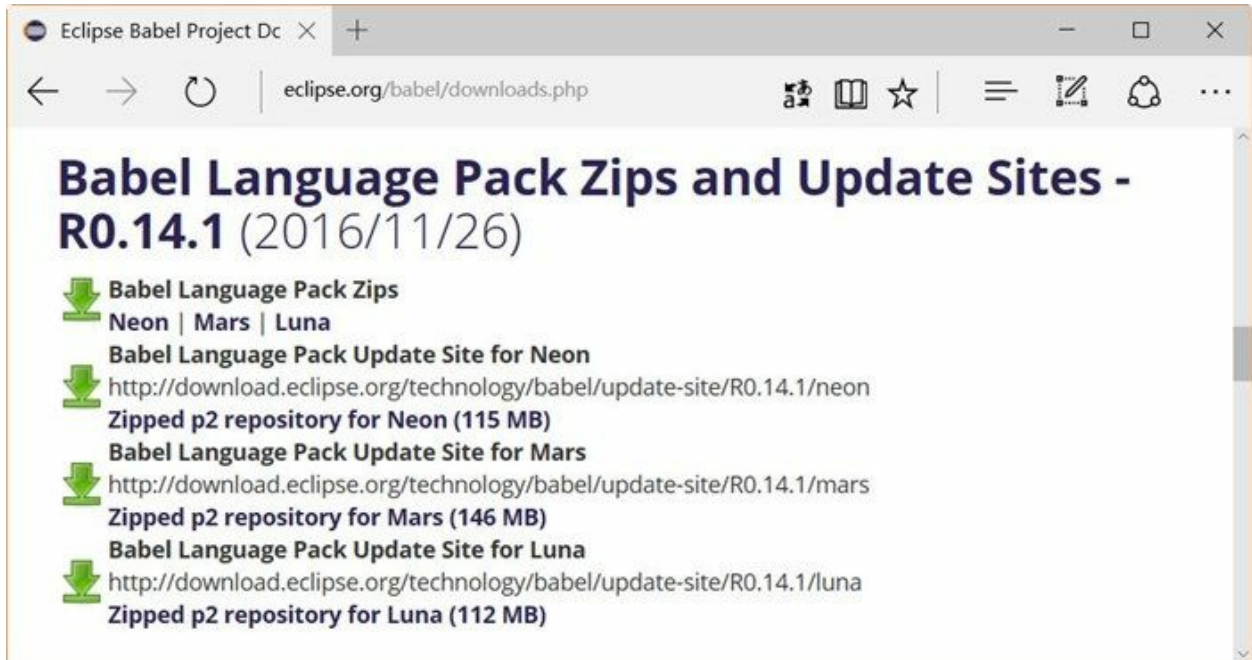 Eclipse Babel Project Dc
eclipse.org/babel/downloads.php
Babel Language Pack Zips and Update Sites -
R0.14.1 (2016/11/26)
Babel Language Pack Zips
Neon | Mars | Luna
Babel Language Pack Update Site for Neon
http://download.eclipse.org/technology/babel/update-site/R0.14.1/neon
Zipped p2 repository for Neon (115 MB)
Babel Language Pack Update Site for Mars
http://download.eclipse.org/technology/babel/update-site/R0.14.1/mars
Zipped p2 repository for Mars (146 MB)
Babel Language Pack Update Site for Luna
http://download.eclipse.org/technology/babel/update-site/R0.14.1/luna
Zipped p2 repository for Luna (112 MB)